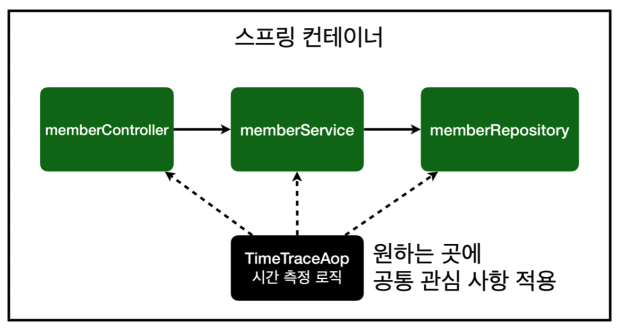 스프링 컨테이너
memberController
memberService
memberRepository
TimeTraceAop
시간 측정 로직
원하는 곳에
공통 관심 사항 적용